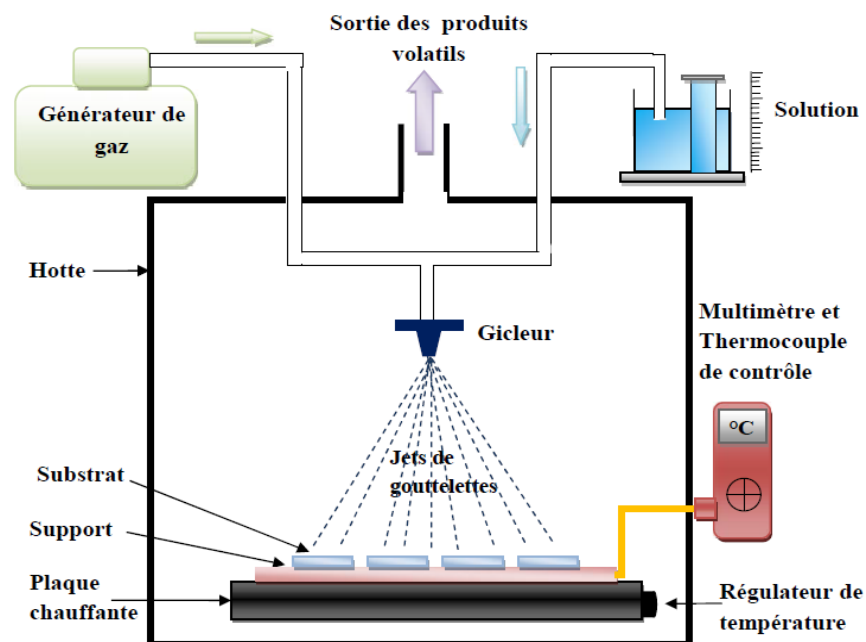 Sortie des produits
volatils
Générateur de
gaz
Solution
Hotte
Gicleur
Multimètre et
Thermocouple
de contrôle
°C
Jets de
gouttelettes
Substrat
Support
Plaque
chauffante
Régulateur de
température